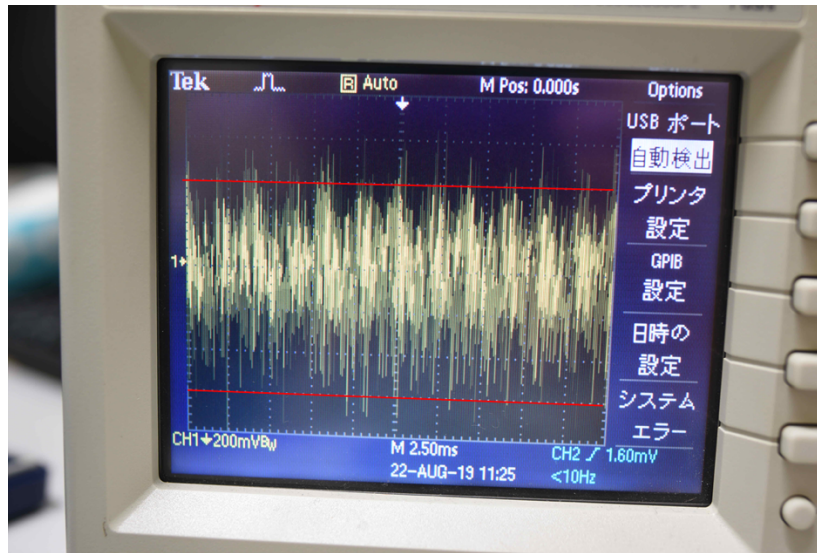 Tek
R Auto
M Pos: 0.000s
Options
USB ポート
自動検出
プリンタ
設定
GPIB
設定
日時の
設定
システム
エラー
1
CH1 200mVBW
M 2.50ms
CH2 1.60mV
22-AUG-19 11:25
<10Hz